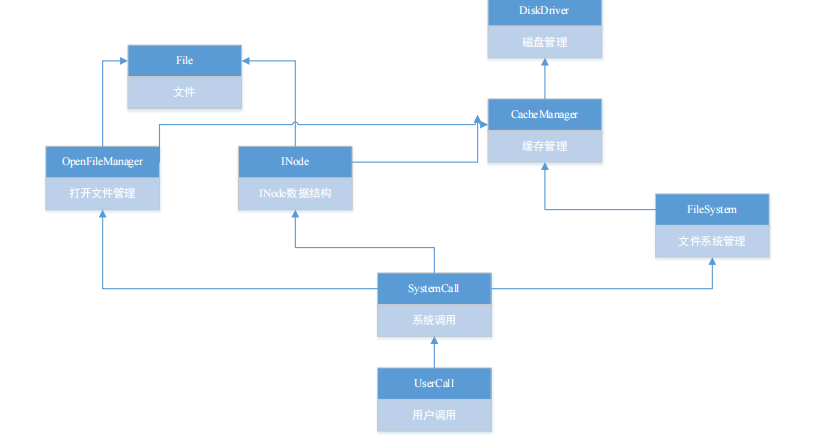 DiskDriver
磁盘管理
File
文件
CacheManager
缓存管理
OpenFileManager
打开文件管理
INode
INode数据结构
FileSystem
文件系统管理
SystemCall
系统调用
UserCall
用户调用